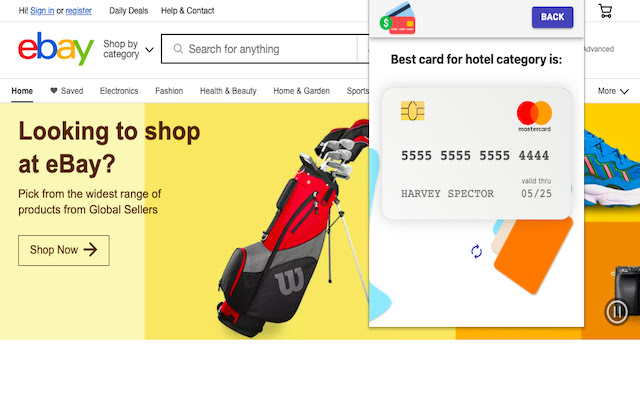 Hi! Sign in or register Daily Deals Help & Contact
ebay
Shop by
category
Search for anything
Advanced
Home Saved Electronics Fashion Health & Beauty Home & Garden Sports More
Looking to shop
at eBay?
Pick from the widest range of
products from Global Sellers
Shop Now
Wilson
BACK
Best card for hotel category is:
mastercard
5555 5555 5555 4444
valid thru
HARVEY SPECTOR 05/25